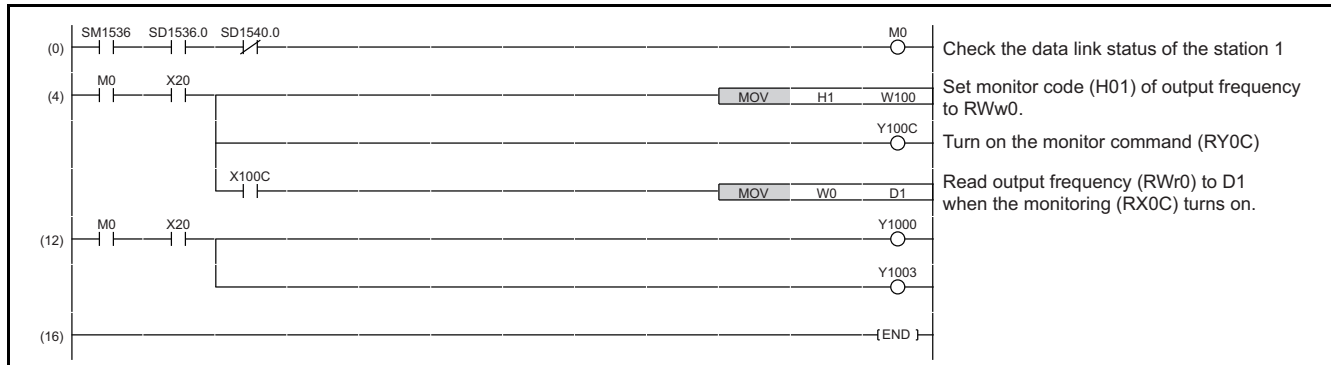 SM1536 SD1536.0 SD1540.0 M0
(0) Check the data link status of the station 1
M0 X20
(4) MOV H1 W100 Set monitor code (H01) of output frequency
to RWw0.
Y100C
Turn on the monitor command (RY0C)
X100C
MOV W0 D1 Read output frequency (RWr0) to D1
when the monitoring (RX0C) turns on.
M0 X20 Y1000
(12)
Y1003
(16) END